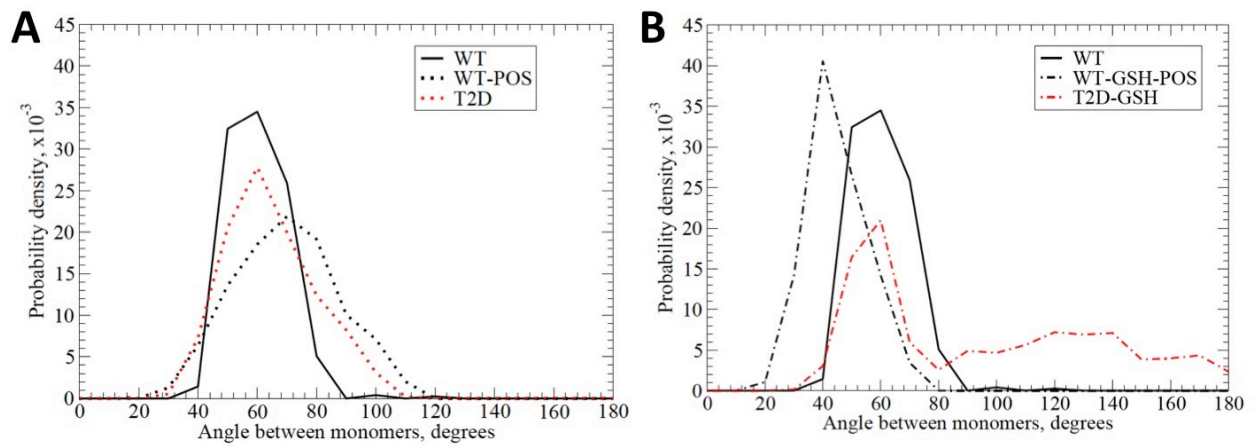 A
Probability density, x10-3
45
40
35
30
25
20
15
10
5
0
WT
WT-POS
T2D
0 20 40 60 80 100 120 140 160 180
Angle between monomers, degrees
B
Probability density, x10-3
45
40
35
30
25
20
15
10
5
0
WT
WT-GSH-POS
T2D-GSH
0 20 40 60 80 100 120 140 160 180
Angle between monomers, degrees